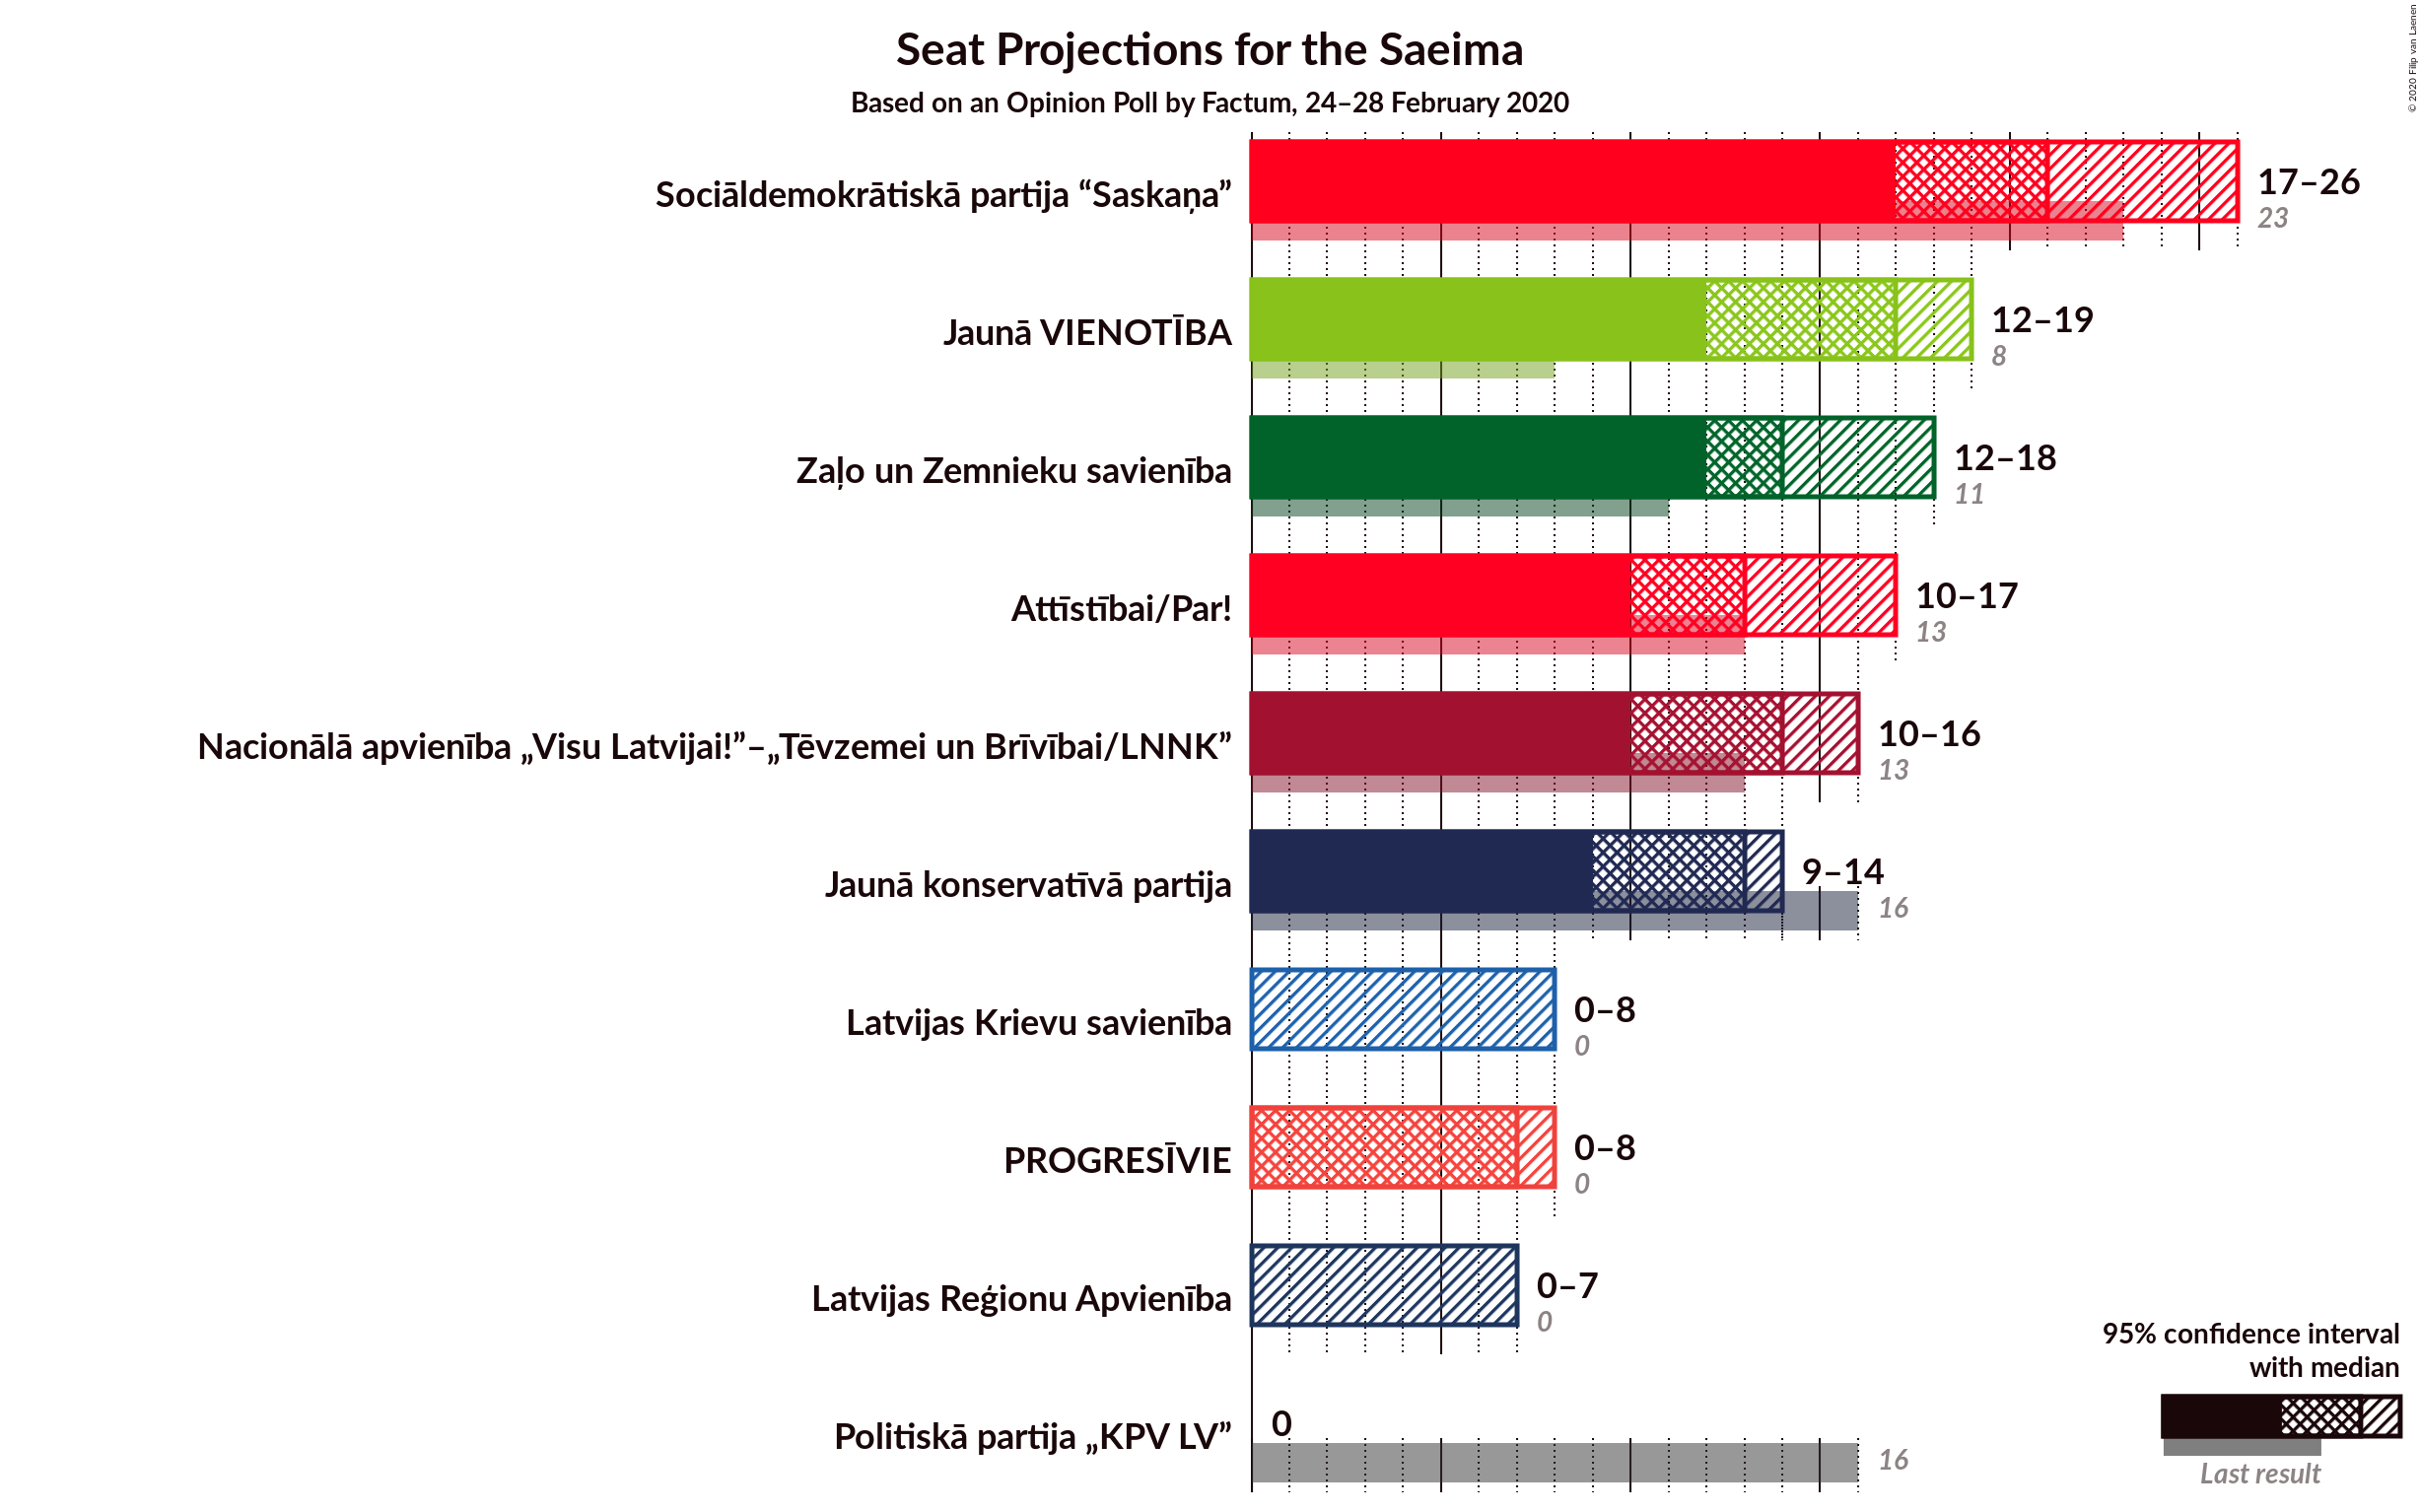 © 2020 Filip van Laenen
Seat Projections for the Saeima
Based on an Opinion Poll by Factum, 24–28 February 2020
Sociāldemokrātiskā partija “Saskaņa”
17–26
23
Jaunā VIENOTĪBA
12–19
8
Zaļo un Zemnieku savienība
12–18
11
Attīstībai/Par!
10–17
13
Nacionālā apvienība „Visu Latvijai!”–„Tēvzemei un Brīvībai/LNNK”
10–16
13
Jaunā konservatīvā partija
9–14
16
Latvijas Krievu savienība
0–8
0
PROGRESĪVIE
0–8
0
Latvijas Reģionu Apvienība
0–7
0
Politiskā partija „KPV LV”
0
16
95% confidence interval
with median
Last result